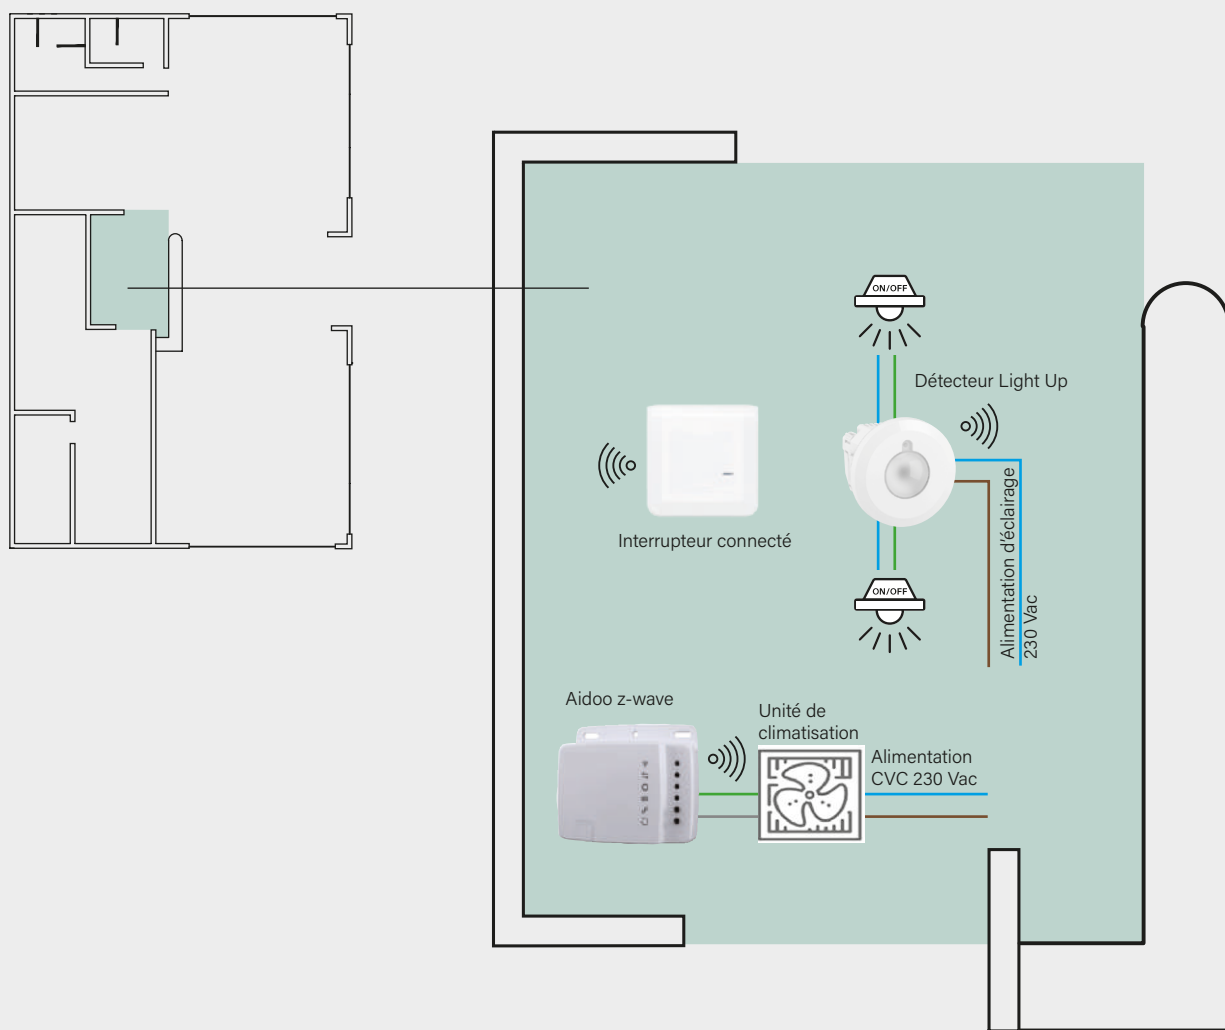 ON/OFF
Détecteur Light Up
Alimentation d'éclairage
230 Vac
Interrupteur connecté
ON/OFF
Aidoo z-wave
Unité de
climatisation
Alimentation
CVC 230 Vac